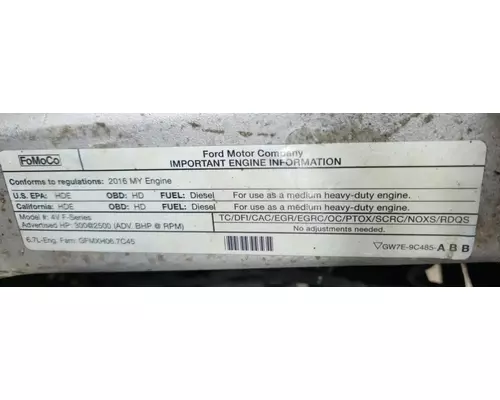 FoMoCo
Ford Motor Company
IMPORTANT ENGINE INFORMATION
Conforms to regulations: 2016 MY Engine
U.S. EPA: HDE OBD: HD FUEL: Diesel For use as a medium heavy-duty engine.
California: HDE OBD: HD FUEL: Diesel For use as a medium heavy-duty engine.
Model #: 4V F-Series TC/DFI/CAC/EGR/EGRC/OC/PTOX/SCRC/NOXS/RDQS
Advertised HP: 300@2500 (ADV. BHP @ RPM)
6.7L-Eng. Fam: GFMXH06.7C45 GW7E-9C485-A B B